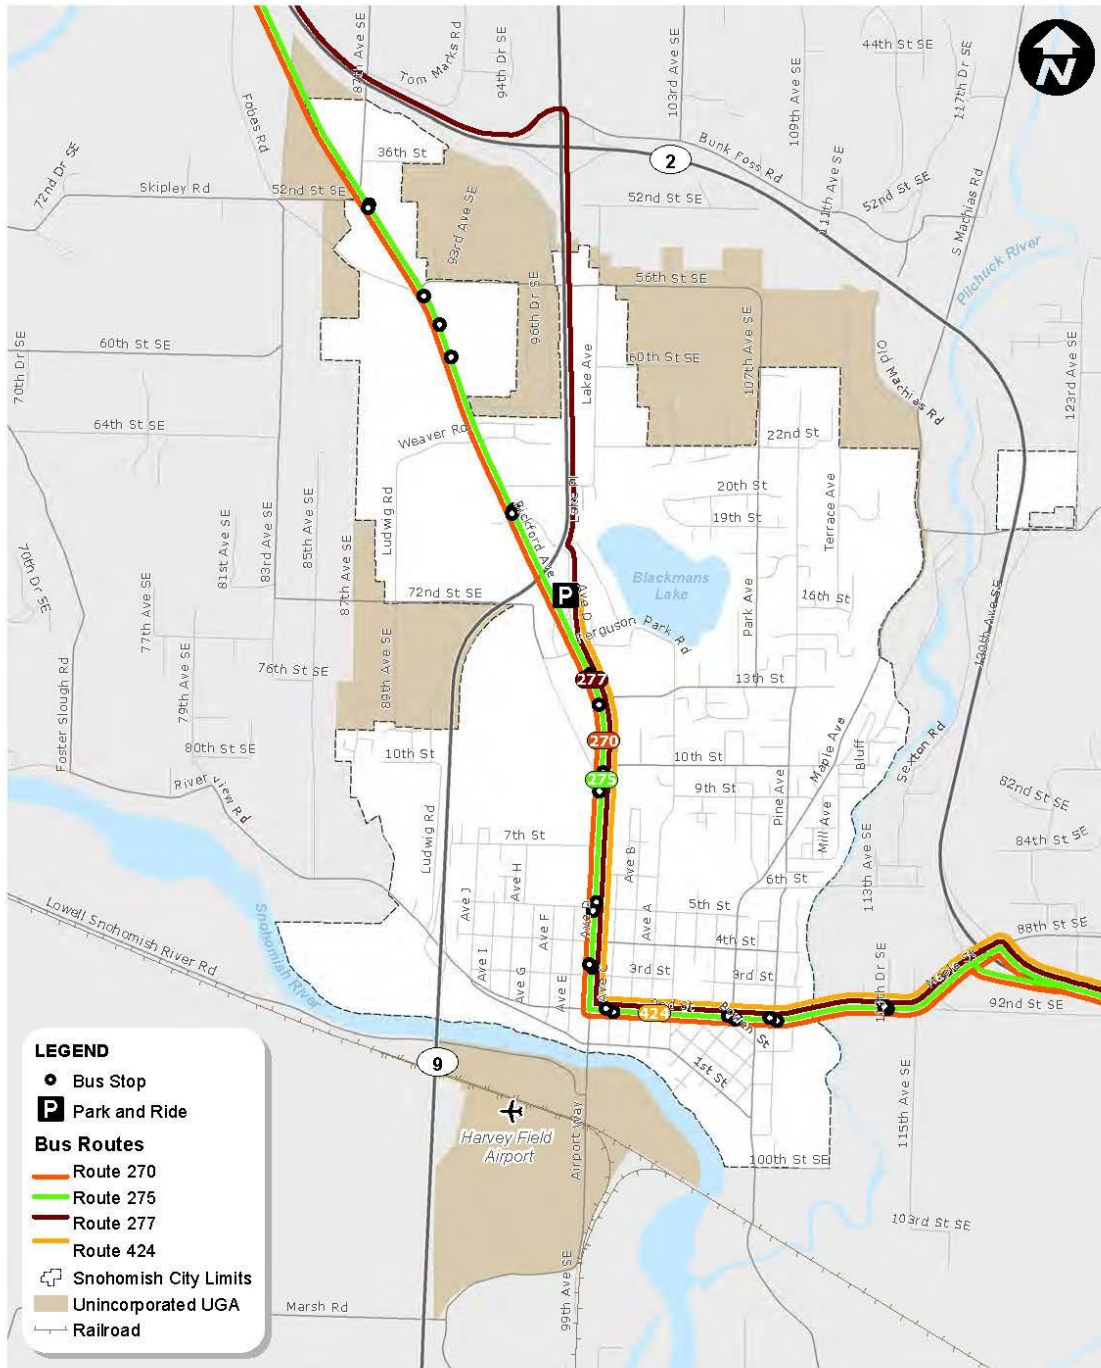 87th Ave SE
Tom Marks Rd
94th Dr SE
103rd Ave SE
44th St SE
117th Dr SE
109th Ave SE
N
Fobes Rd
72nd Dr SE
36th St
2
Bunk Foss Rd
Skipley Rd
52nd St SE
93rd Ave SE
52nd St SE
111th Ave SE
52nd St SE
S Machias Rd
Pilchuck River
56th St SE
96th Dr SE
70th Dr SE
60th St SE
Lake Ave
60th St SE
107th Ave SE
Old Machias Rd
123rd Ave SE
64th St SE
Weaver Rd
22nd St
Ludwig Rd
Bickford Ave
Lake Pl
20th St
19th St
Terrace Ave
70th Dr SE
81st Ave SE
83rd Ave SE
85th Ave SE
87th Ave SE
72nd St SE
P
Ave D
Blackmans
Lake
Park Ave
16th St
77th Ave SE
Ferguson Park Rd
130th Ave SE
Foster Slough Rd
79th Ave SE
76th St SE
89th Ave SE
277
13th St
80th St SE
10th St
270
10th St
Maple Ave
Bluff
Sexton Rd
River view Rd
275
9th St
Pine Ave
82nd St SE
Ludwig Rd
7th St
Ave B
Mill Ave
84th St SE
Ave J
Ave H
6th St
113th Ave SE
Lowell Snohomish River Rd
Snohomish River
Ave F
Ave D
Ave A
5th St
4th St
88th St SE
Ave I
Ave G
Ave E
3rd St
3rd St
Maple St
92nd St SE
2nd St
424
1st St
9
115th Ave SE
Harvey Field
Airport
Airport Way
100th St SE
103rd St SE
99th Ave SE
Marsh Rd
LEGEND
Bus Stop
P Park and Ride
Bus Routes
Route 270
Route 275
Route 277
Route 424
Snohomish City Limits
Unincorporated UGA
Railroad